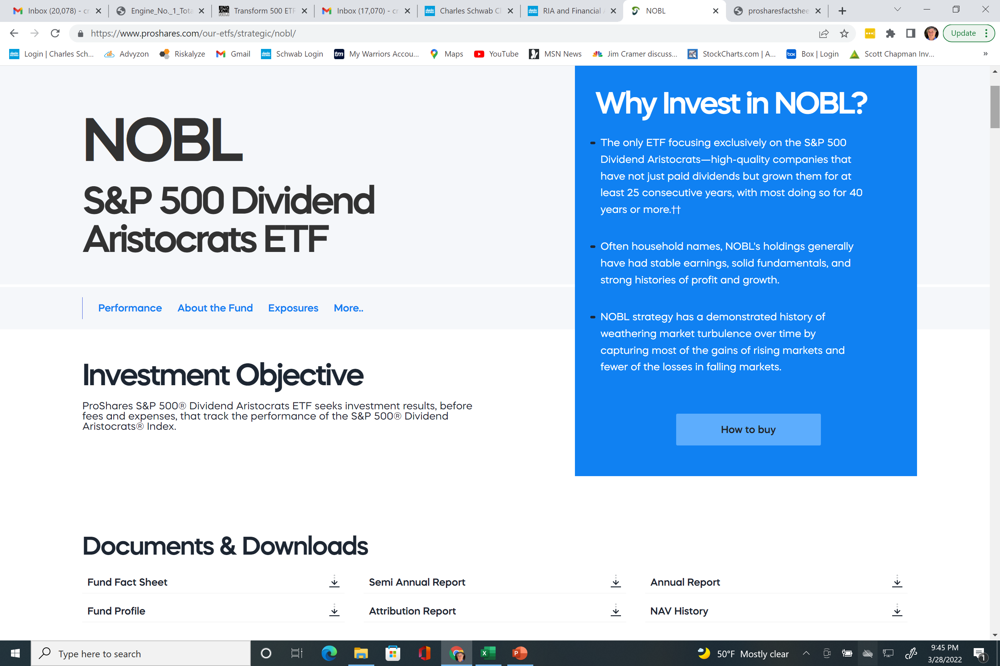 Inbox (20,078) - cr
Engine_No._1_Tota
Transform 500 ETF
Inbox (17,070) - cr
Charles Schwab Cl
RIA and Financial A
NOBL
prosharesfactshee
https://www.proshares.com/our-etfs/strategic/nobl/
Update
Login | Charles Sch...
Advyzon
Riskalyze
Gmail
Schwab Login
My Warriors Accou...
Maps
YouTube
MSN News
Jim Cramer discuss...
StockCharts.com | A...
Box | Login
Scott Chapman Inv...
»
NOBL
S&P 500 Dividend
Aristocrats ETF
Performance
About the Fund
Exposures
More..
Why Invest in NOBL?
The only ETF focusing exclusively on the S&P 500
Dividend Aristocrats—high-quality companies that
have not just paid dividends but grown them for at
least 25 consecutive years, with most doing so for 40
years or more.††
Often household names, NOBL's holdings generally
have had stable earnings, solid fundamentals, and
strong histories of profit and growth.
NOBL strategy has a demonstrated history of
weathering market turbulence over time by
capturing most of the gains of rising markets and
fewer of the losses in falling markets.
How to buy
Investment Objective
ProShares S&P 500® Dividend Aristocrats ETF seeks investment results, before
fees and expenses, that track the performance of the S&P 500® Dividend
Aristocrats® Index.
Documents & Downloads
Fund Fact Sheet
Semi Annual Report
Annual Report
Fund Profile
Attribution Report
NAV History
Type here to search
50°F Mostly clear
9:45 PM
3/28/2022
1